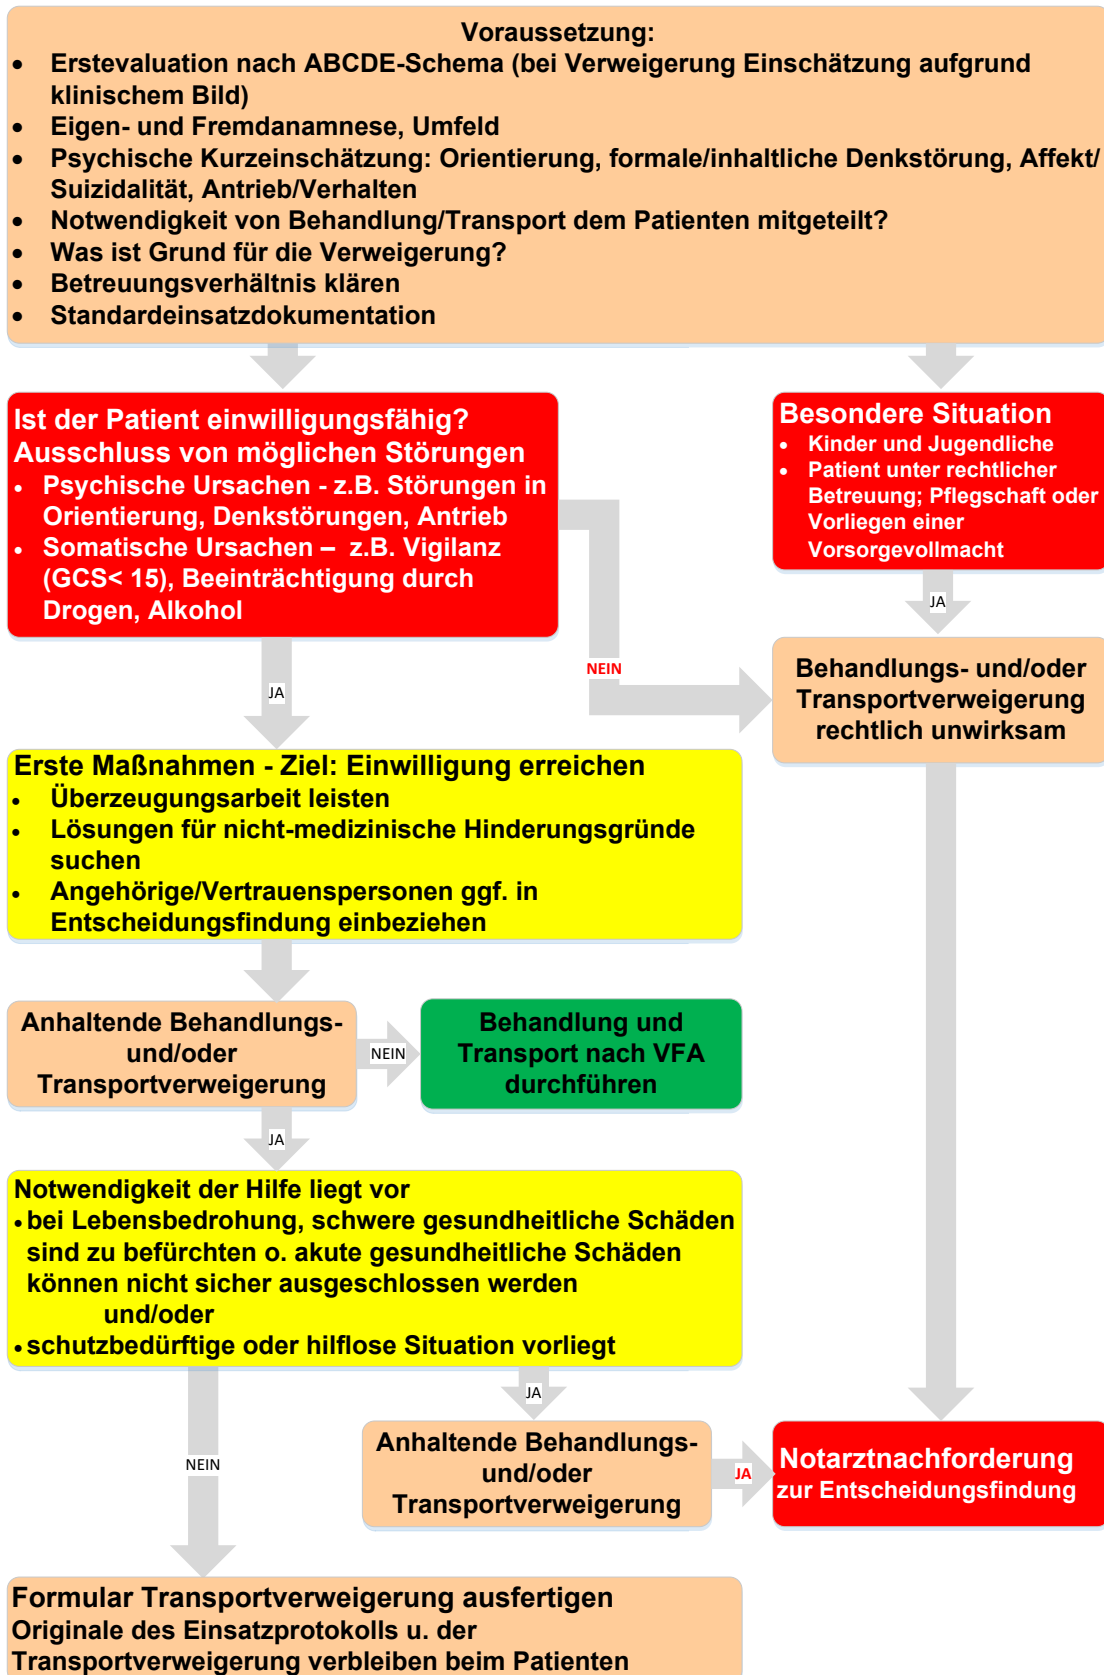 Voraussetzung:
• Erstevaluation nach ABCDE-Schema (bei Verweigerung Einschätzung aufgrund
klinischem Bild)
• Eigen- und Fremdanamnese, Umfeld
• Psychische Kurzeinschätzung: Orientierung, formale/inhaltliche Denkstörung, Affekt/
Suizidalität, Antrieb/Verhalten
• Notwendigkeit von Behandlung/Transport dem Patienten mitgeteilt?
• Was ist Grund für die Verweigerung?
• Betreuungsverhältnis klären
• Standardeinsatzdokumentation
Ist der Patient einwilligungsfähig?
Ausschluss von möglichen Störungen
• Psychische Ursachen - z.B. Störungen in
Orientierung, Denkstörungen, Antrieb
• Somatische Ursachen – z.B. Vigilanz
(GCS< 15), Beeinträchtigung durch
Drogen, Alkohol
Besondere Situation
• Kinder und Jugendliche
• Patient unter rechtlicher
Betreuung; Pflegschaft oder
Vorliegen einer
Vorsorgevollmacht
JA
NEIN
JA
Behandlungs- und/oder
Transportverweigerung
rechtlich unwirksam
Erste Maßnahmen - Ziel: Einwilligung erreichen
• Überzeugungsarbeit leisten
• Lösungen für nicht-medizinische Hinderungsgründe
suchen
• Angehörige/Vertrauenspersonen ggf. in
Entscheidungsfindung einbeziehen
Anhaltende Behandlungs-
und/oder
Transportverweigerung
NEIN
Behandlung und
Transport nach VFA
durchführen
JA
Notwendigkeit der Hilfe liegt vor
• bei Lebensbedrohung, schwere gesundheitliche Schäden
sind zu befürchten o. akute gesundheitliche Schäden
können nicht sicher ausgeschlossen werden
und/oder
• schutzbedürftige oder hilflose Situation vorliegt
JA
NEIN
Anhaltende Behandlungs-
und/oder
Transportverweigerung
JA
Notarztnachforderung
zur Entscheidungsfindung
Formular Transportverweigerung ausfertigen
Originale des Einsatzprotokolls u. der
Transportverweigerung verbleiben beim Patienten